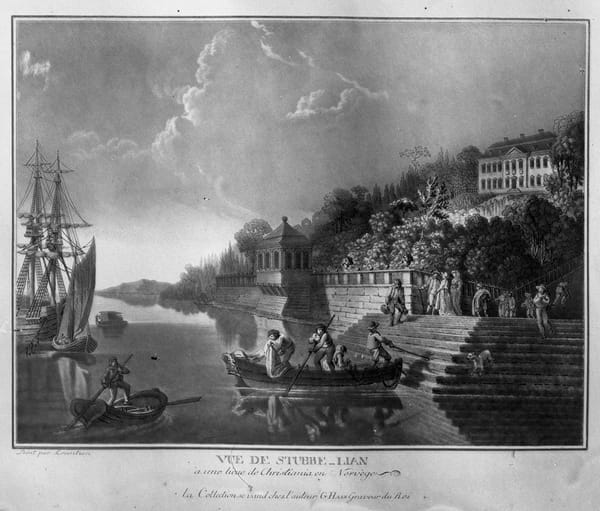 Peint par Lorentzen
VUE DE STUBBE_LIAN
a une lieue de Christiania en Norvège
La Collection se vend chez l'auteur G Haas Graveur du Roi